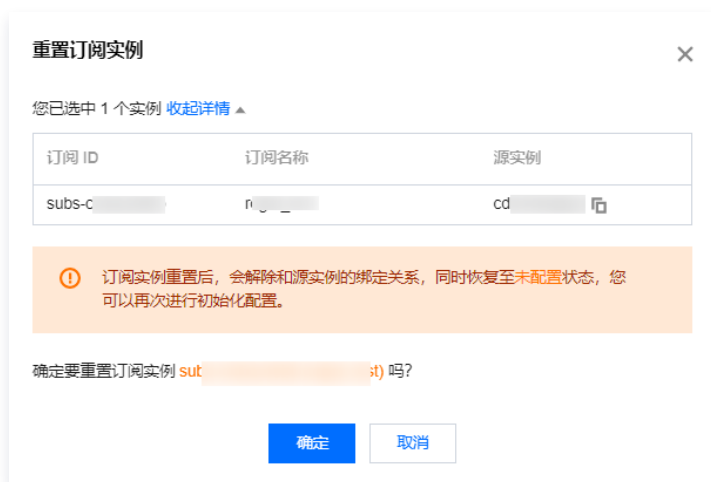 重置订阅实例
您已选中 1 个实例 收起详情
订阅 ID 订阅名称 源实例
subs-c cd
订阅实例重置后，会解除和源实例的绑定关系，同时恢复至未配置状态，您
可以再次进行初始化配置。
确定要重置订阅实例 sub st) 吗？
确定 取消